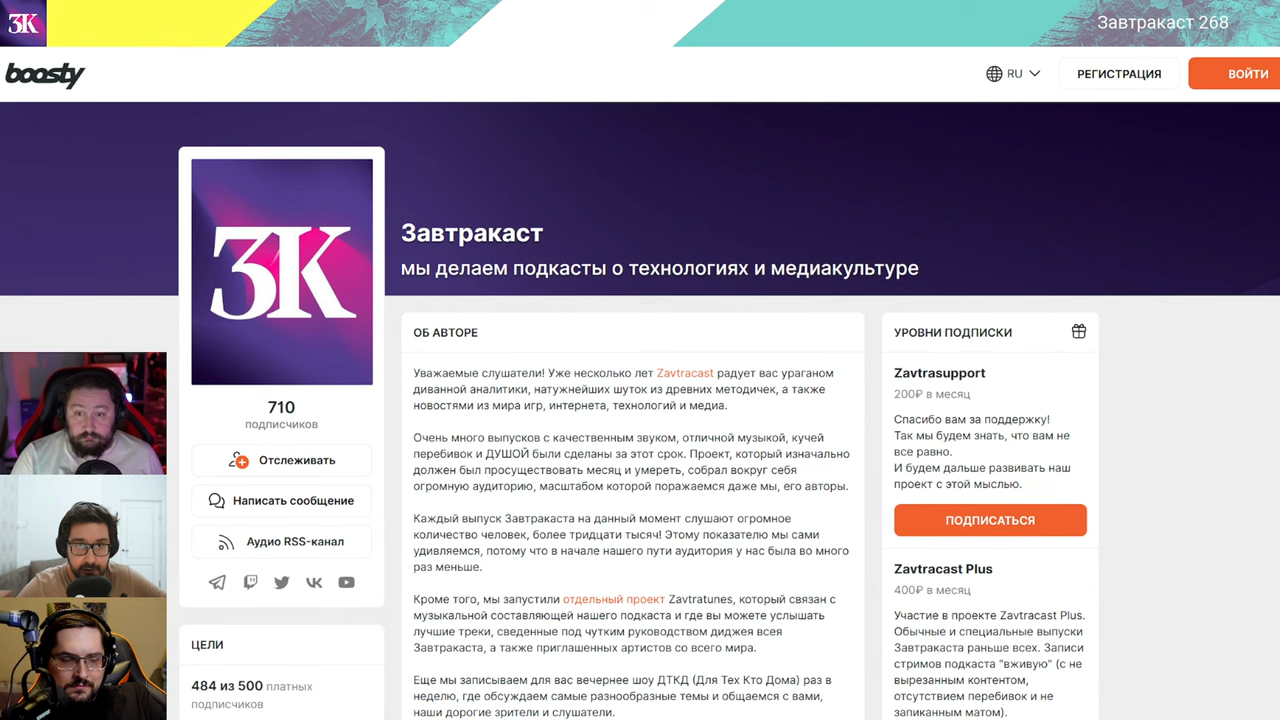 ЗК
Завтракаст 268
boosty
RU
РЕГИСТРАЦИЯ
ВОЙТИ
ЗК
Завтракаст
мы делаем подкасты о технологиях и медиакультуре
710
подписчиков
Отслеживать
Написать сообщение
Аудио RSS-канал
ЦЕЛИ
484 из 500 платных
подписчиков
ОБ АВТОРЕ
Уважаемые слушатели! Уже несколько лет Zavtracast радует вас ураганом
диванной аналитики, натужнейших шуток из древних методичек, а также
новостями из мира игр, интернета, технологий и медиа.
Очень много выпусков с качественным звуком, отличной музыкой, кучей
перебивок и ДУШОЙ были сделаны за этот срок. Проект, который изначально
должен был просуществовать месяц и умереть, собрал вокруг себя
огромную аудиторию, масштабом которой поражаемся даже мы, его авторы.
Каждый выпуск Завтракаста на данный момент слушают огромное
количество человек, более тридцати тысяч! Этому показателю мы сами
удивляемся, потому что в начале нашего пути аудитория у нас была во много
раз меньше.
Кроме того, мы запустили отдельный проект Zavtratunes, который связан с
музыкальной составляющей нашего подкаста и где вы можете услышать
лучшие треки, сведенные под чутким руководством диджея всея
Завтракаста, а также приглашенных артистов со всего мира.
Еще мы записываем для вас вечернее шоу ДТКД (Для Тех Кто Дома) раз в
неделю, где обсуждаем самые разнообразные темы и общаемся с вами,
наши дорогие зрители и слушатели.
УРОВНИ ПОДПИСКИ
Zavtrasupport
200₽ в месяц
Спасибо вам за поддержку!
Так мы будем знать, что вам не
все равно.
И будем дальше развивать наш
проект с этой мыслью.
ПОДПИСАТЬСЯ
Zavtracast Plus
400₽ в месяц
Участие в проекте Zavtracast Plus.
Обычные и специальные выпуски
Завтракаста раньше всех. Записи
стримов подкаста "вживую" (с не
вырезанным контентом,
отсутствием перебивок и не
запиканным матом).